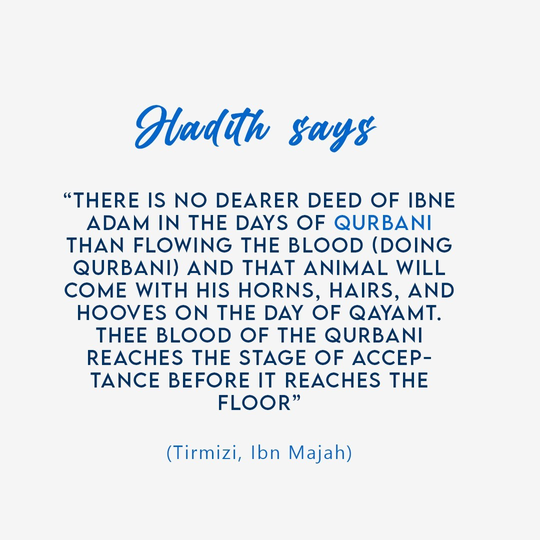 Hadith says
“THERE IS NO DEARER DEED OF IBNE
ADAM IN THE DAYS OF QURBANI
THAN FLOWING THE BLOOD (DOING
QURBANI) AND THAT ANIMAL WILL
COME WITH HIS HORNS, HAIRS, AND
HOOVES ON THE DAY OF QAYAMT.
THEE BLOOD OF THE QURBANI
REACHES THE STAGE OF ACCEP-
TANCE BEFORE IT REACHES THE
FLOOR”
(Tirmizi, Ibn Majah)